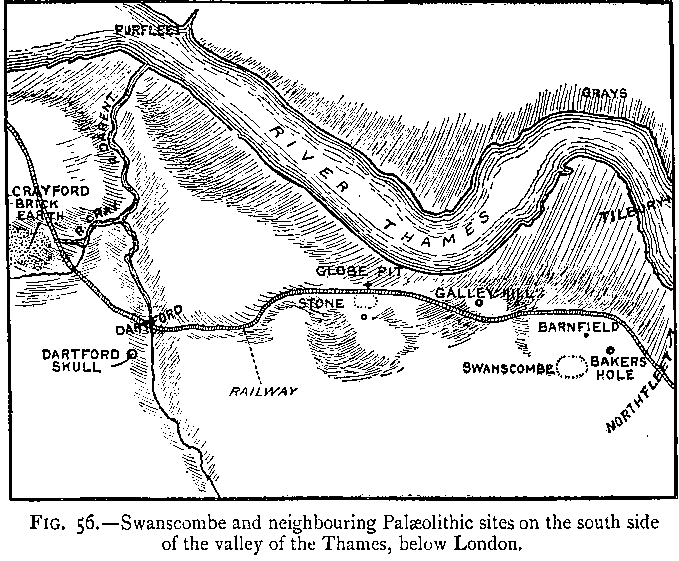 PURFLEET
GRAYS
R. DARENT
RIVER THAMES
CRAYFORD
BRICK
EARTH
R. CRAY
TILBURY
GLOBE PIT
STONE
GALLEY HILL
DARTFORD
BARNFIELD
DARTFORD
SKULL
SWANSCOMBE
BAKERS
HOLE
RAILWAY
NORTHFLEET
FIG. 56.—Swanscombe and neighbouring Palæolithic sites on the south side
of the valley of the Thames, below London.